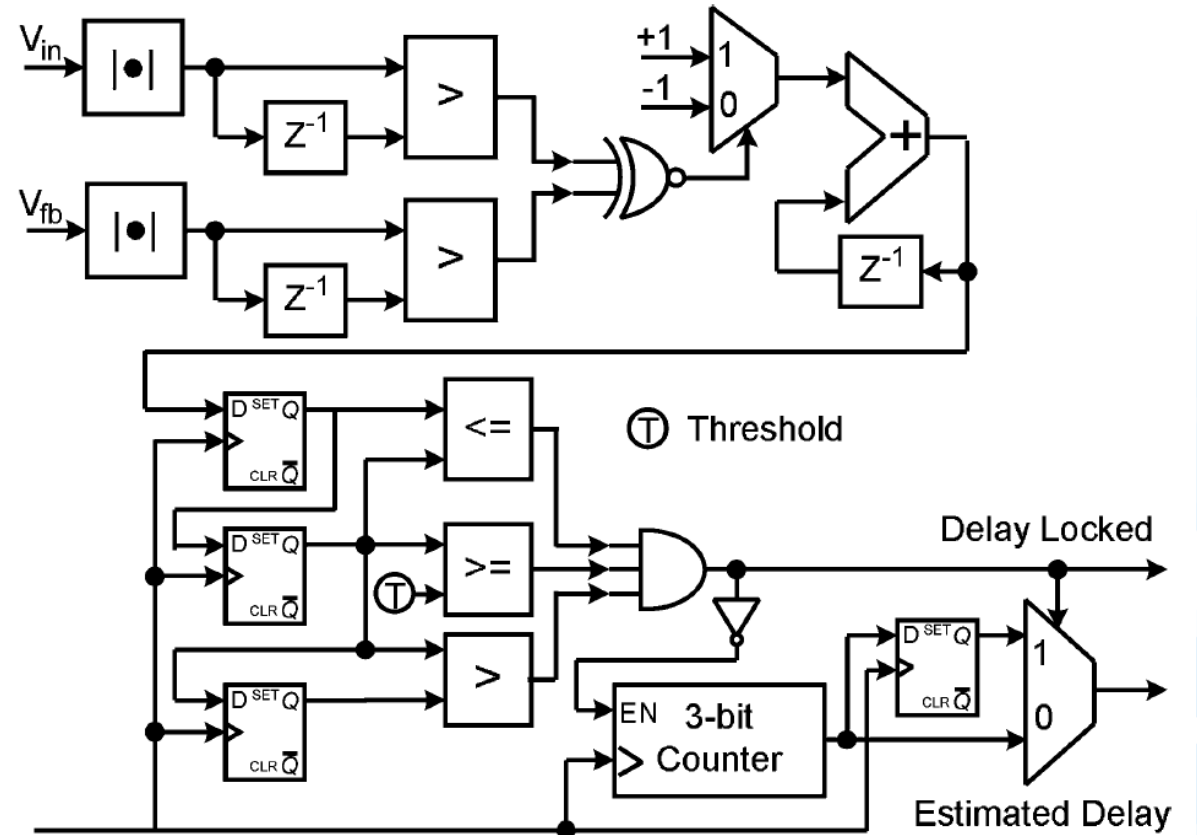 V_in
|•|
Z^-1
>
+1
1
-1
0
+
V_fb
|•|
Z^-1
>
Z^-1
D SET Q
CLR Q̅
<=
T Threshold
D SET Q
CLR Q̅
>=
T
Delay Locked
D SET Q
CLR Q̅
>
EN 3-bit
Counter
D SET Q
CLR Q̅
1
0
Estimated Delay